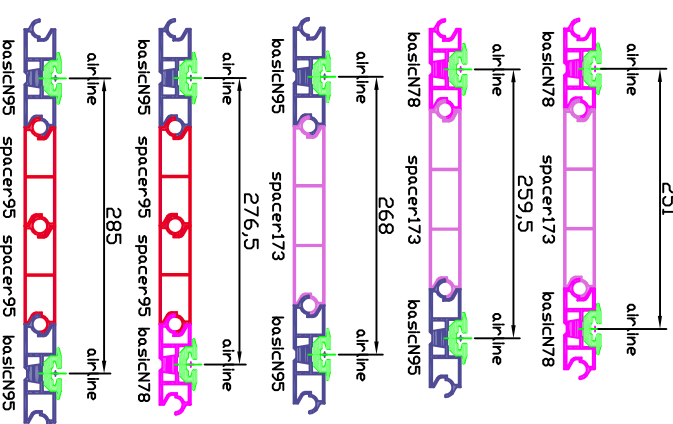 airline
basicN95
spacer95
285
spacer95
airline
basicN95
airline
basicN95
spacer95
276,5
spacer95
airline
basicN78
airline
basicN95
spacer173
268
airline
basicN95
airline
basicN78
spacer173
259,5
airline
basicN95
airline
basicN78
spacer173
251
airline
basicN78